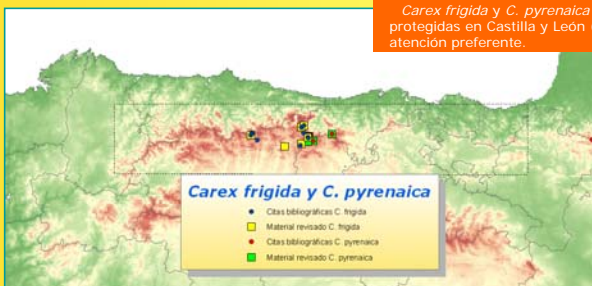 Carex frigida y C. pyrenaica
protegidas en Castilla y León
atención preferente.
Carex frigida y C. pyrenaica
Citas bibliográficas C. frigida
Material revisado C. frigida
Citas bibliográficas C. pyrenaica
Material revisado C. pyrenaica